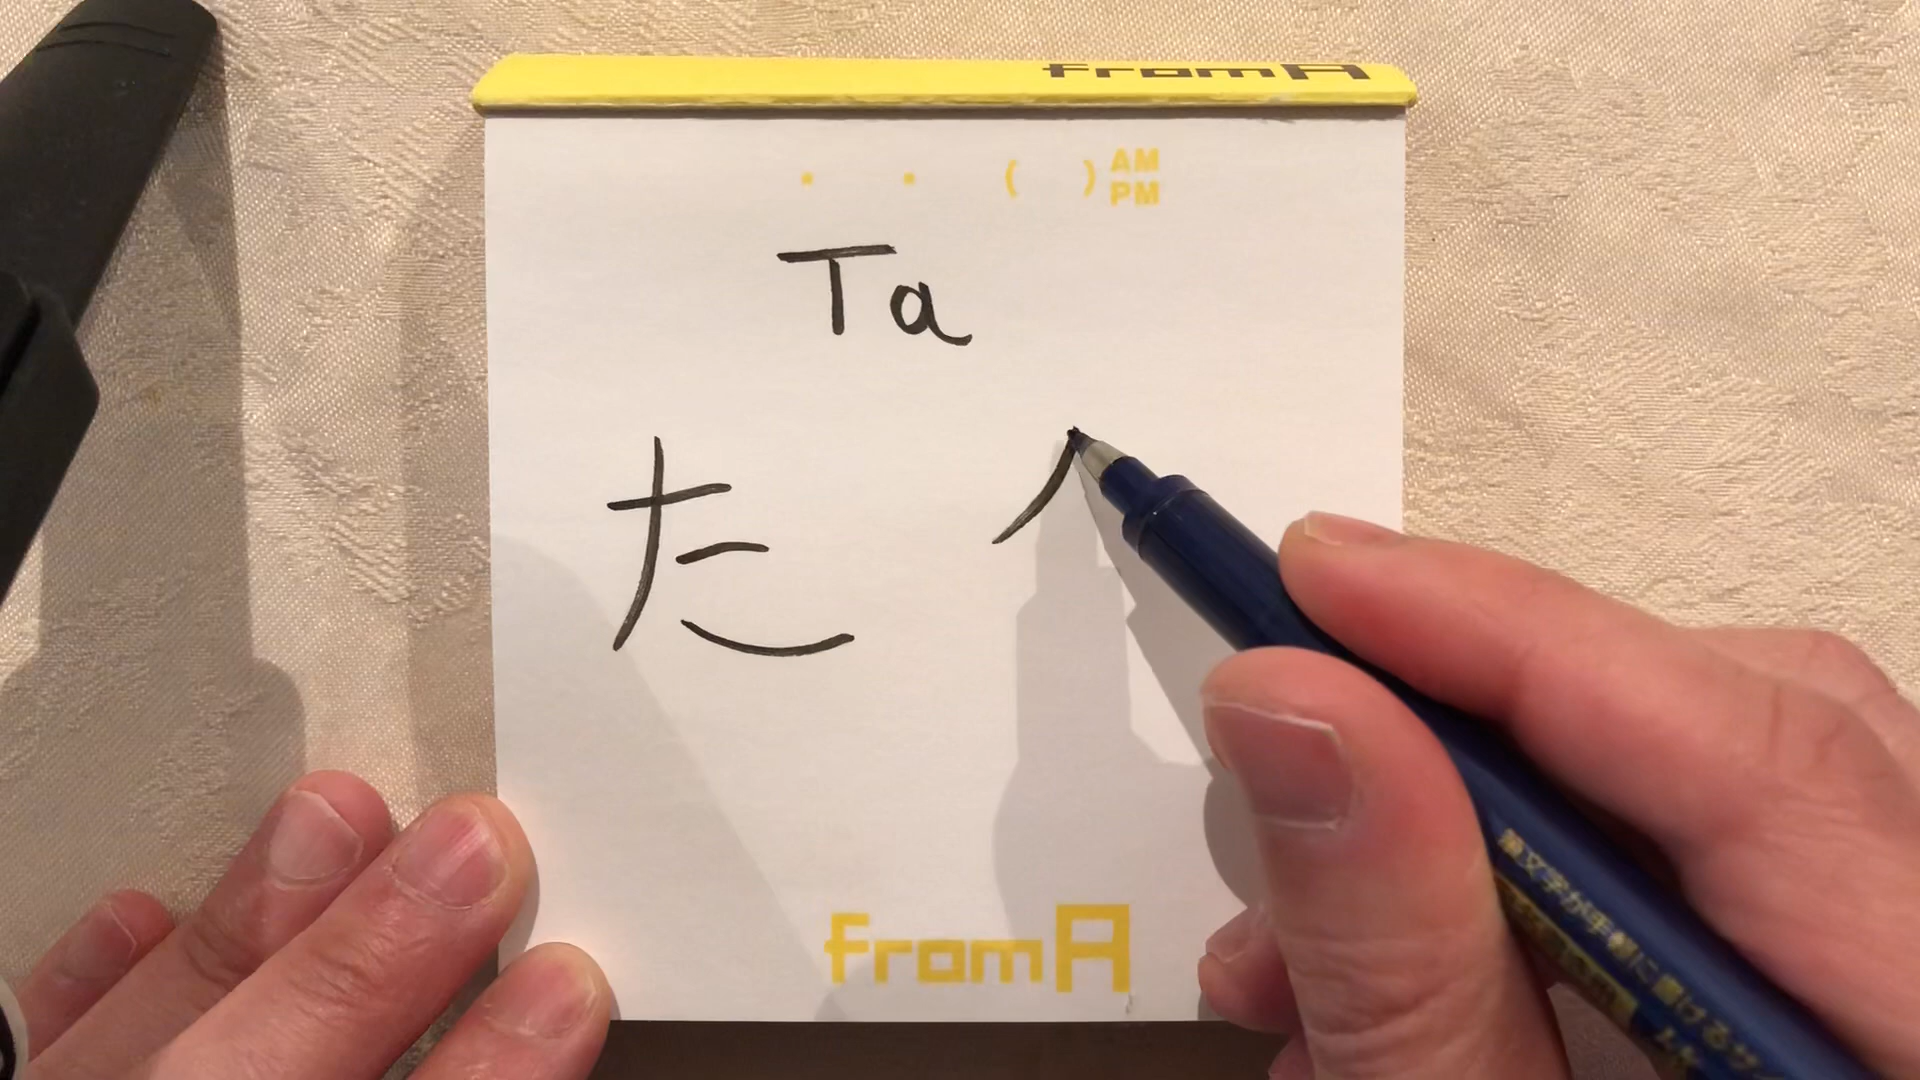 fromA
・ ・ ( ) AM
PM
Ta
た
fromA